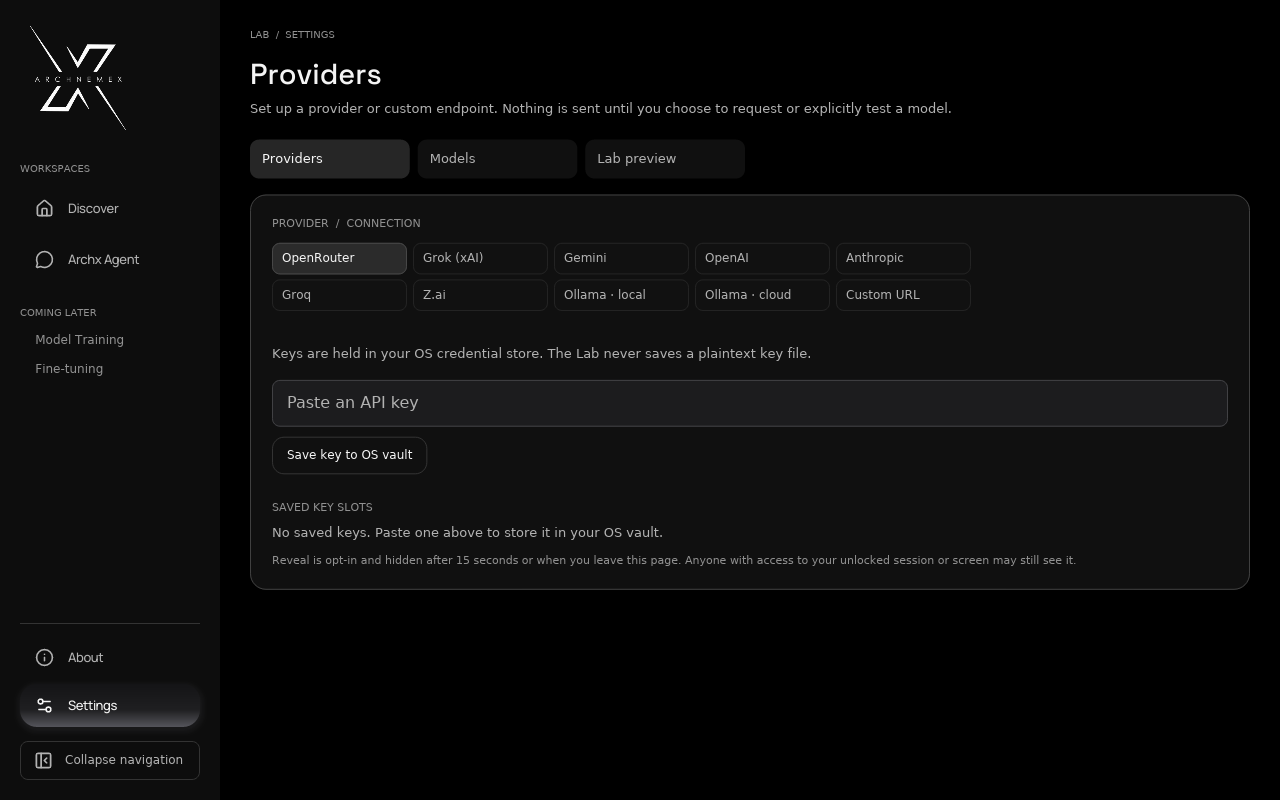 ARCHNEMEX
WORKSPACES
Discover
Archx Agent
COMING LATER
Model Training
Fine-tuning
About
Settings
Collapse navigation
LAB / SETTINGS
Providers
Set up a provider or custom endpoint. Nothing is sent until you choose to request or explicitly test a model.
Providers
Models
Lab preview
PROVIDER / CONNECTION
OpenRouter
Grok (xAI)
Gemini
OpenAI
Anthropic
Groq
Z.ai
Ollama · local
Ollama · cloud
Custom URL
Keys are held in your OS credential store. The Lab never saves a plaintext key file.
Paste an API key
Save key to OS vault
SAVED KEY SLOTS
No saved keys. Paste one above to store it in your OS vault.
Reveal is opt-in and hidden after 15 seconds or when you leave this page. Anyone with access to your unlocked session or screen may still see it.